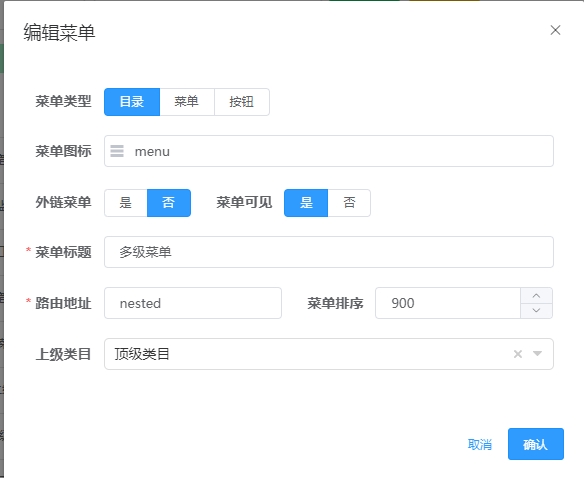 编辑菜单
菜单类型 目录 菜单 按钮
菜单图标 menu
外链菜单 是 否 菜单可见 是 否
* 菜单标题 多级菜单
* 路由地址 nested 菜单排序 900
上级类目 顶级类目
取消 确认